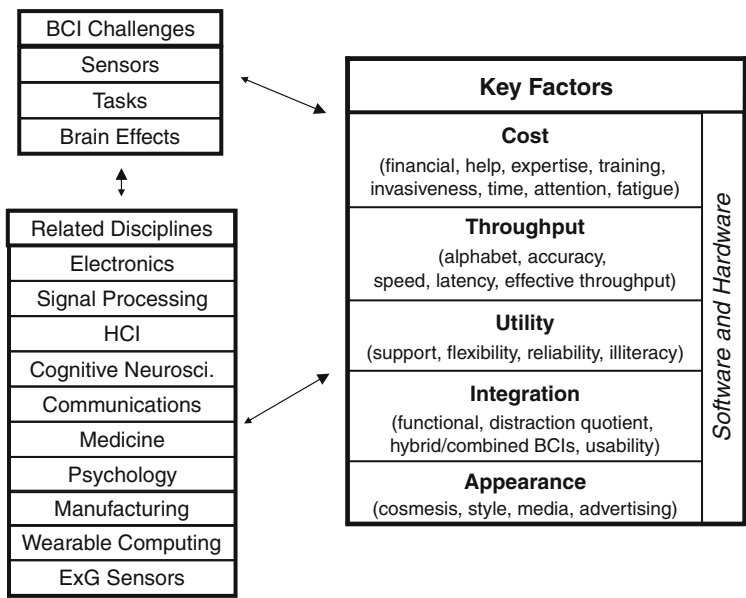 BCI Challenges
Sensors
Tasks
Brain Effects
Related Disciplines
Electronics
Signal Processing
HCI
Cognitive Neurosci.
Communications
Medicine
Psychology
Manufacturing
Wearable Computing
ExG Sensors
Key Factors
Cost
(financial, help, expertise, training,
invasiveness, time, attention, fatigue)
Throughput
(alphabet, accuracy,
speed, latency, effective throughput)
Utility
(support, flexibility, reliability, illiteracy)
Integration
(functional, distraction quotient,
hybrid/combined BCIs, usability)
Appearance
(cosmesis, style, media, advertising)
Software and Hardware